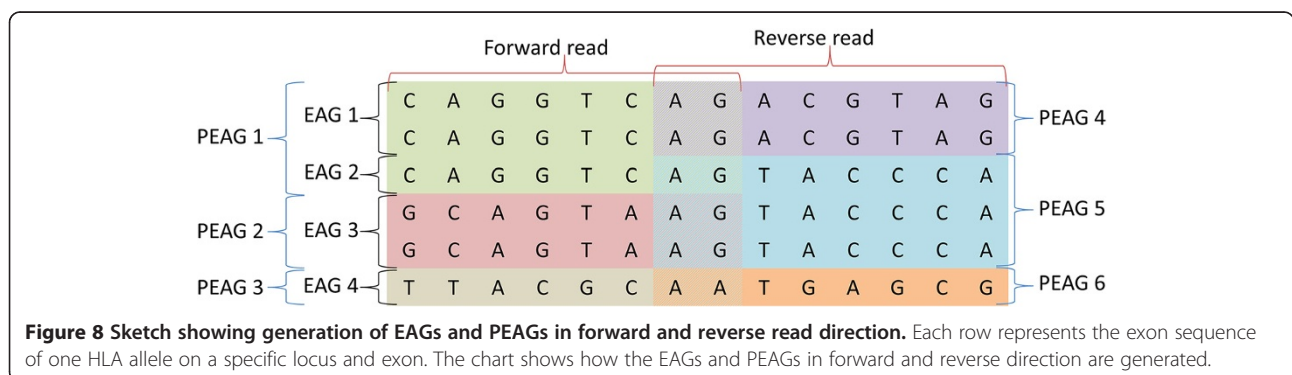 Forward read
Reverse read
PEAG 1
EAG 1
C A G G T C A G A C G T A G
PEAG 4
C A G G T C A G A C G T A G
EAG 2
C A G G T C A G T A C C C A
PEAG 2
EAG 3
G C A G T A A G T A C C C A
PEAG 5
G C A G T A A G T A C C C A
PEAG 3
EAG 4
T T A C G C A A T G A G C G
PEAG 6
Figure 8 Sketch showing generation of EAGs and PEAGs in forward and reverse read direction. Each row represents the exon sequence
of one HLA allele on a specific locus and exon. The chart shows how the EAGs and PEAGs in forward and reverse direction are generated.